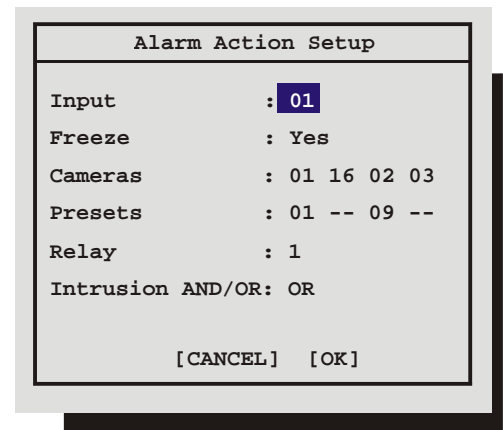 Alarm Action Setup
Input : 01
Freeze : Yes
Cameras : 01 16 02 03
Presets : 01 -- 09 --
Relay : 1
Intrusion AND/OR: OR
[CANCEL] [OK]